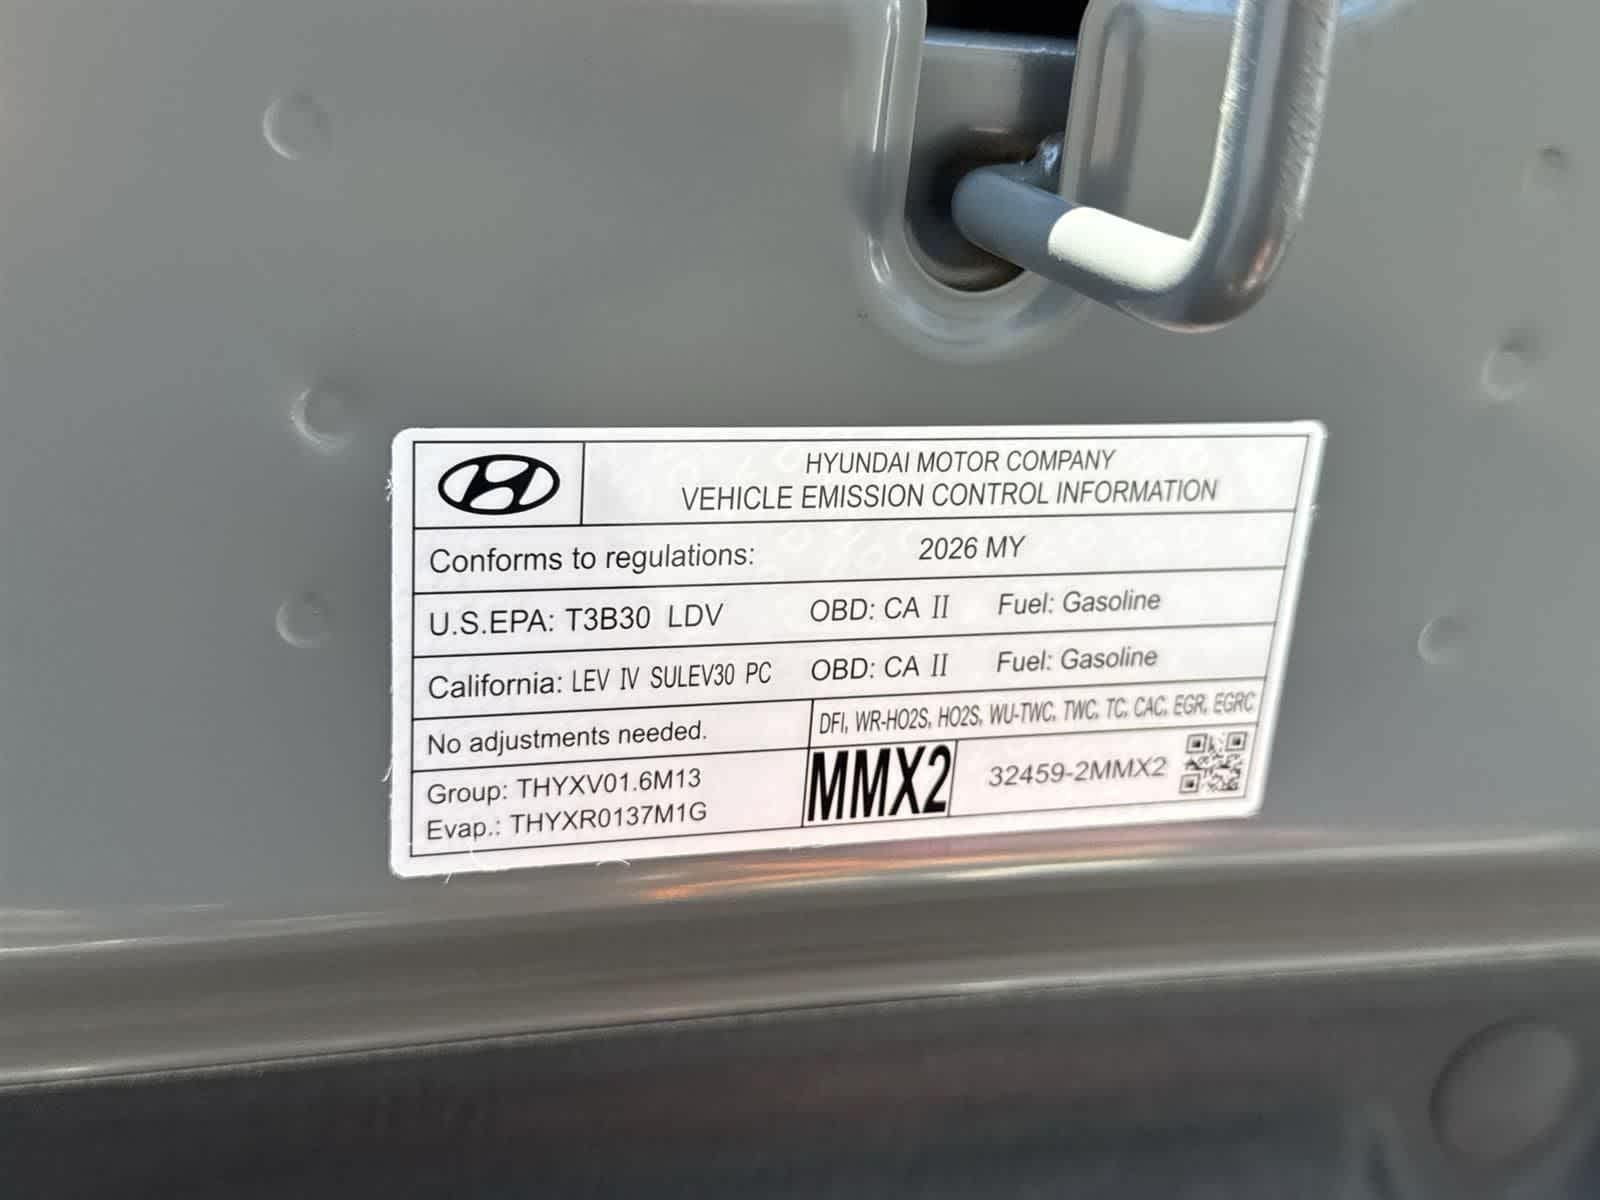 HYUNDAI MOTOR COMPANY
VEHICLE EMISSION CONTROL INFORMATION
Conforms to regulations: 2026 MY
U.S.EPA: T3B30 LDV OBD: CA II Fuel: Gasoline
California: LEV IV SULEV30 PC OBD: CA II Fuel: Gasoline
No adjustments needed. DFI, WR-HO2S, HO2S, WU-TWC, TWC, TC, CAC, EGR, EGRC
Group: THYXV01.6M13
Evap.: THYXR0137M1G
MMX2 32459-2MMX2